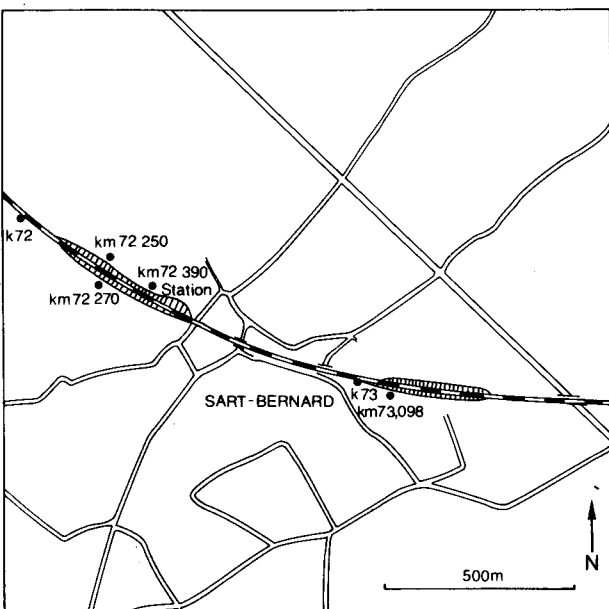 k72
km 72 250
km 72 390
Station
km 72 270
SART-BERNARD
k73
km73,098
500m
N